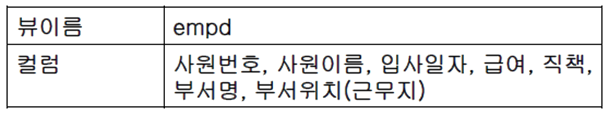 뷰이름 empd
컬럼 사원번호, 사원이름, 입사일자, 급여, 직책,
부서명, 부서위치(근무지)